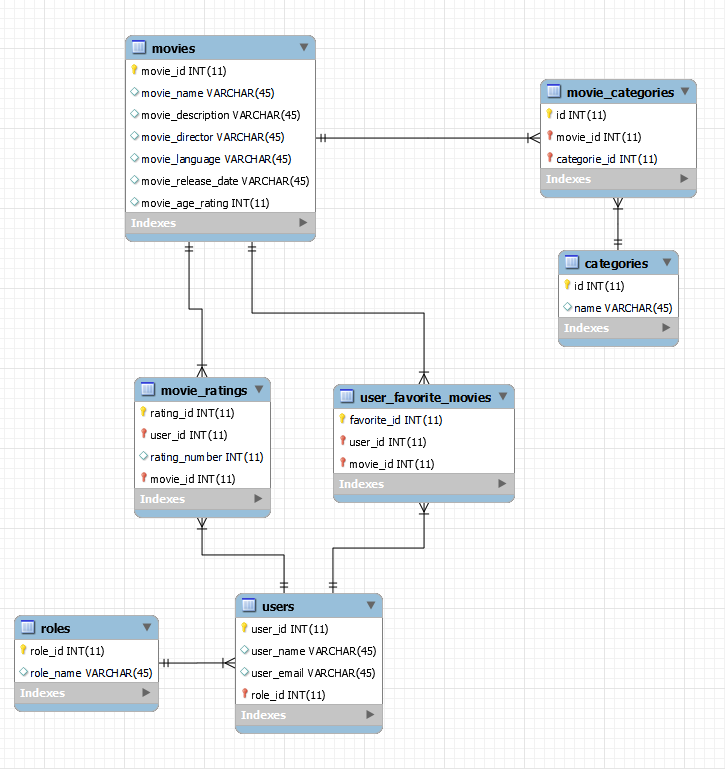 movies
movie_id INT(11)
movie_name VARCHAR(45)
movie_description VARCHAR(45)
movie_director VARCHAR(45)
movie_language VARCHAR(45)
movie_release_date VARCHAR(45)
movie_age_rating INT(11)
Indexes
movie_categories
id INT(11)
movie_id INT(11)
categorie_id INT(11)
Indexes
categories
id INT(11)
name VARCHAR(45)
Indexes
movie_ratings
rating_id INT(11)
user_id INT(11)
rating_number INT(11)
movie_id INT(11)
Indexes
user_favorite_movies
favorite_id INT(11)
user_id INT(11)
movie_id INT(11)
Indexes
roles
role_id INT(11)
role_name VARCHAR(45)
Indexes
users
user_id INT(11)
user_name VARCHAR(45)
user_email VARCHAR(45)
role_id INT(11)
Indexes